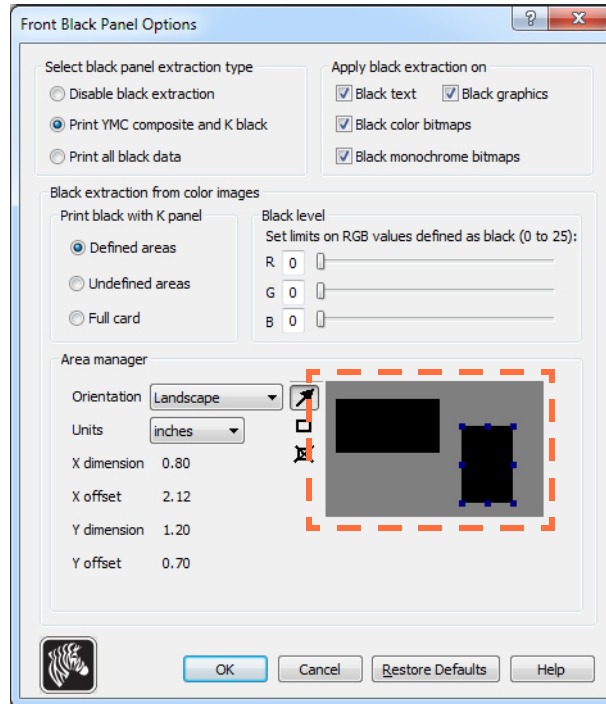 Front Black Panel Options
?
X
Select black panel extraction type
Disable black extraction
Print YMC composite and K black
Print all black data
Apply black extraction on
Black text
Black graphics
Black color bitmaps
Black monochrome bitmaps
Black extraction from color images
Print black with K panel
Defined areas
Undefined areas
Full card
Black level
Set limits on RGB values defined as black (0 to 25):
R 0
G 0
B 0
Area manager
Orientation Landscape
Units inches
X dimension 0.80
X offset 2.12
Y dimension 1.20
Y offset 0.70
OK
Cancel
Restore Defaults
Help